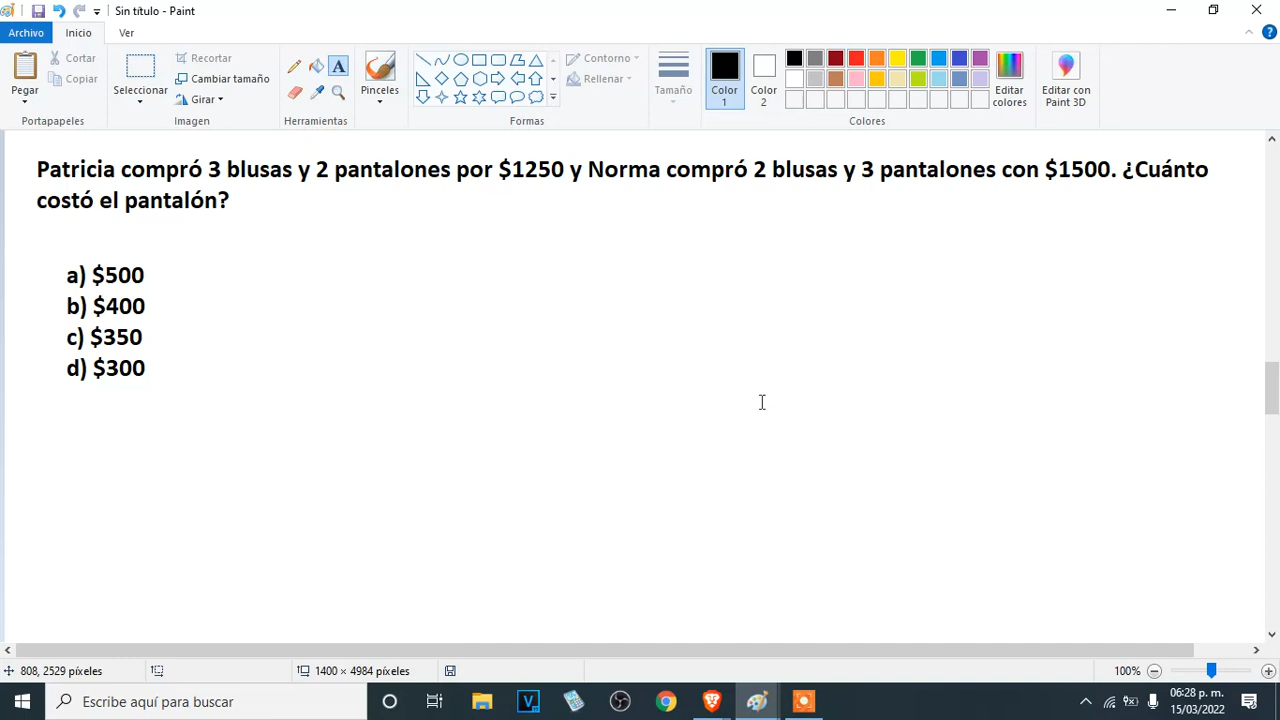 Sin título - Paint
Archivo Inicio Ver
Pegar
Cortar
Copiar
Portapapeles
Seleccionar
Recortar
Cambiar tamaño
Girar
Imagen
A
Herramientas
Pinceles
Contorno
Rellenar
Formas
Tamaño
Color
1
Color
2
Editar
colores
Colores
Editar con
Paint 3D
Patricia compró 3 blusas y 2 pantalones por $1250 y Norma compró 2 blusas y 3 pantalones con $1500. ¿Cuánto
costó el pantalón?
a) $500
b) $400
c) $350
d) $300
808, 2529 píxeles
1400 × 4984 píxeles
100%
Escribe aquí para buscar
V
06:28 p. m.
15/03/2022